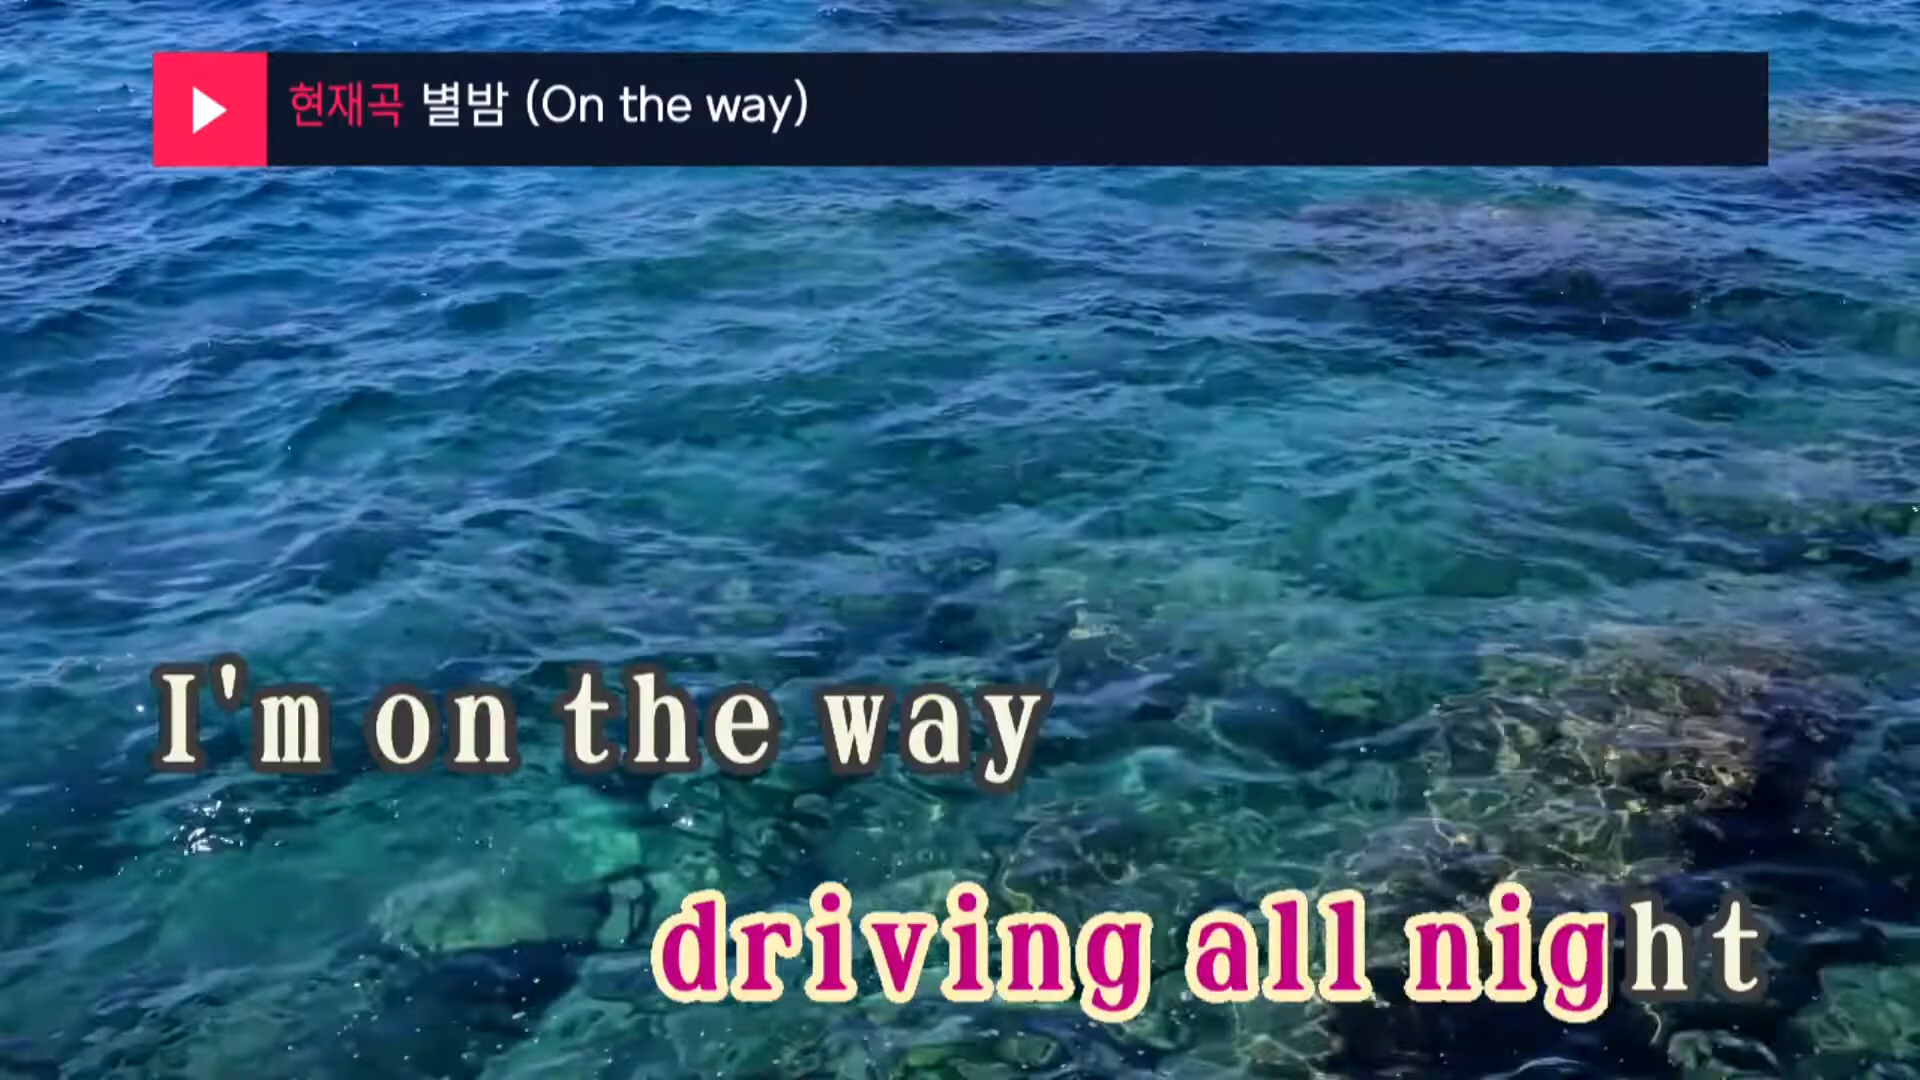 현재곡 별밤 (On the way)
I'm on the way
driving all night